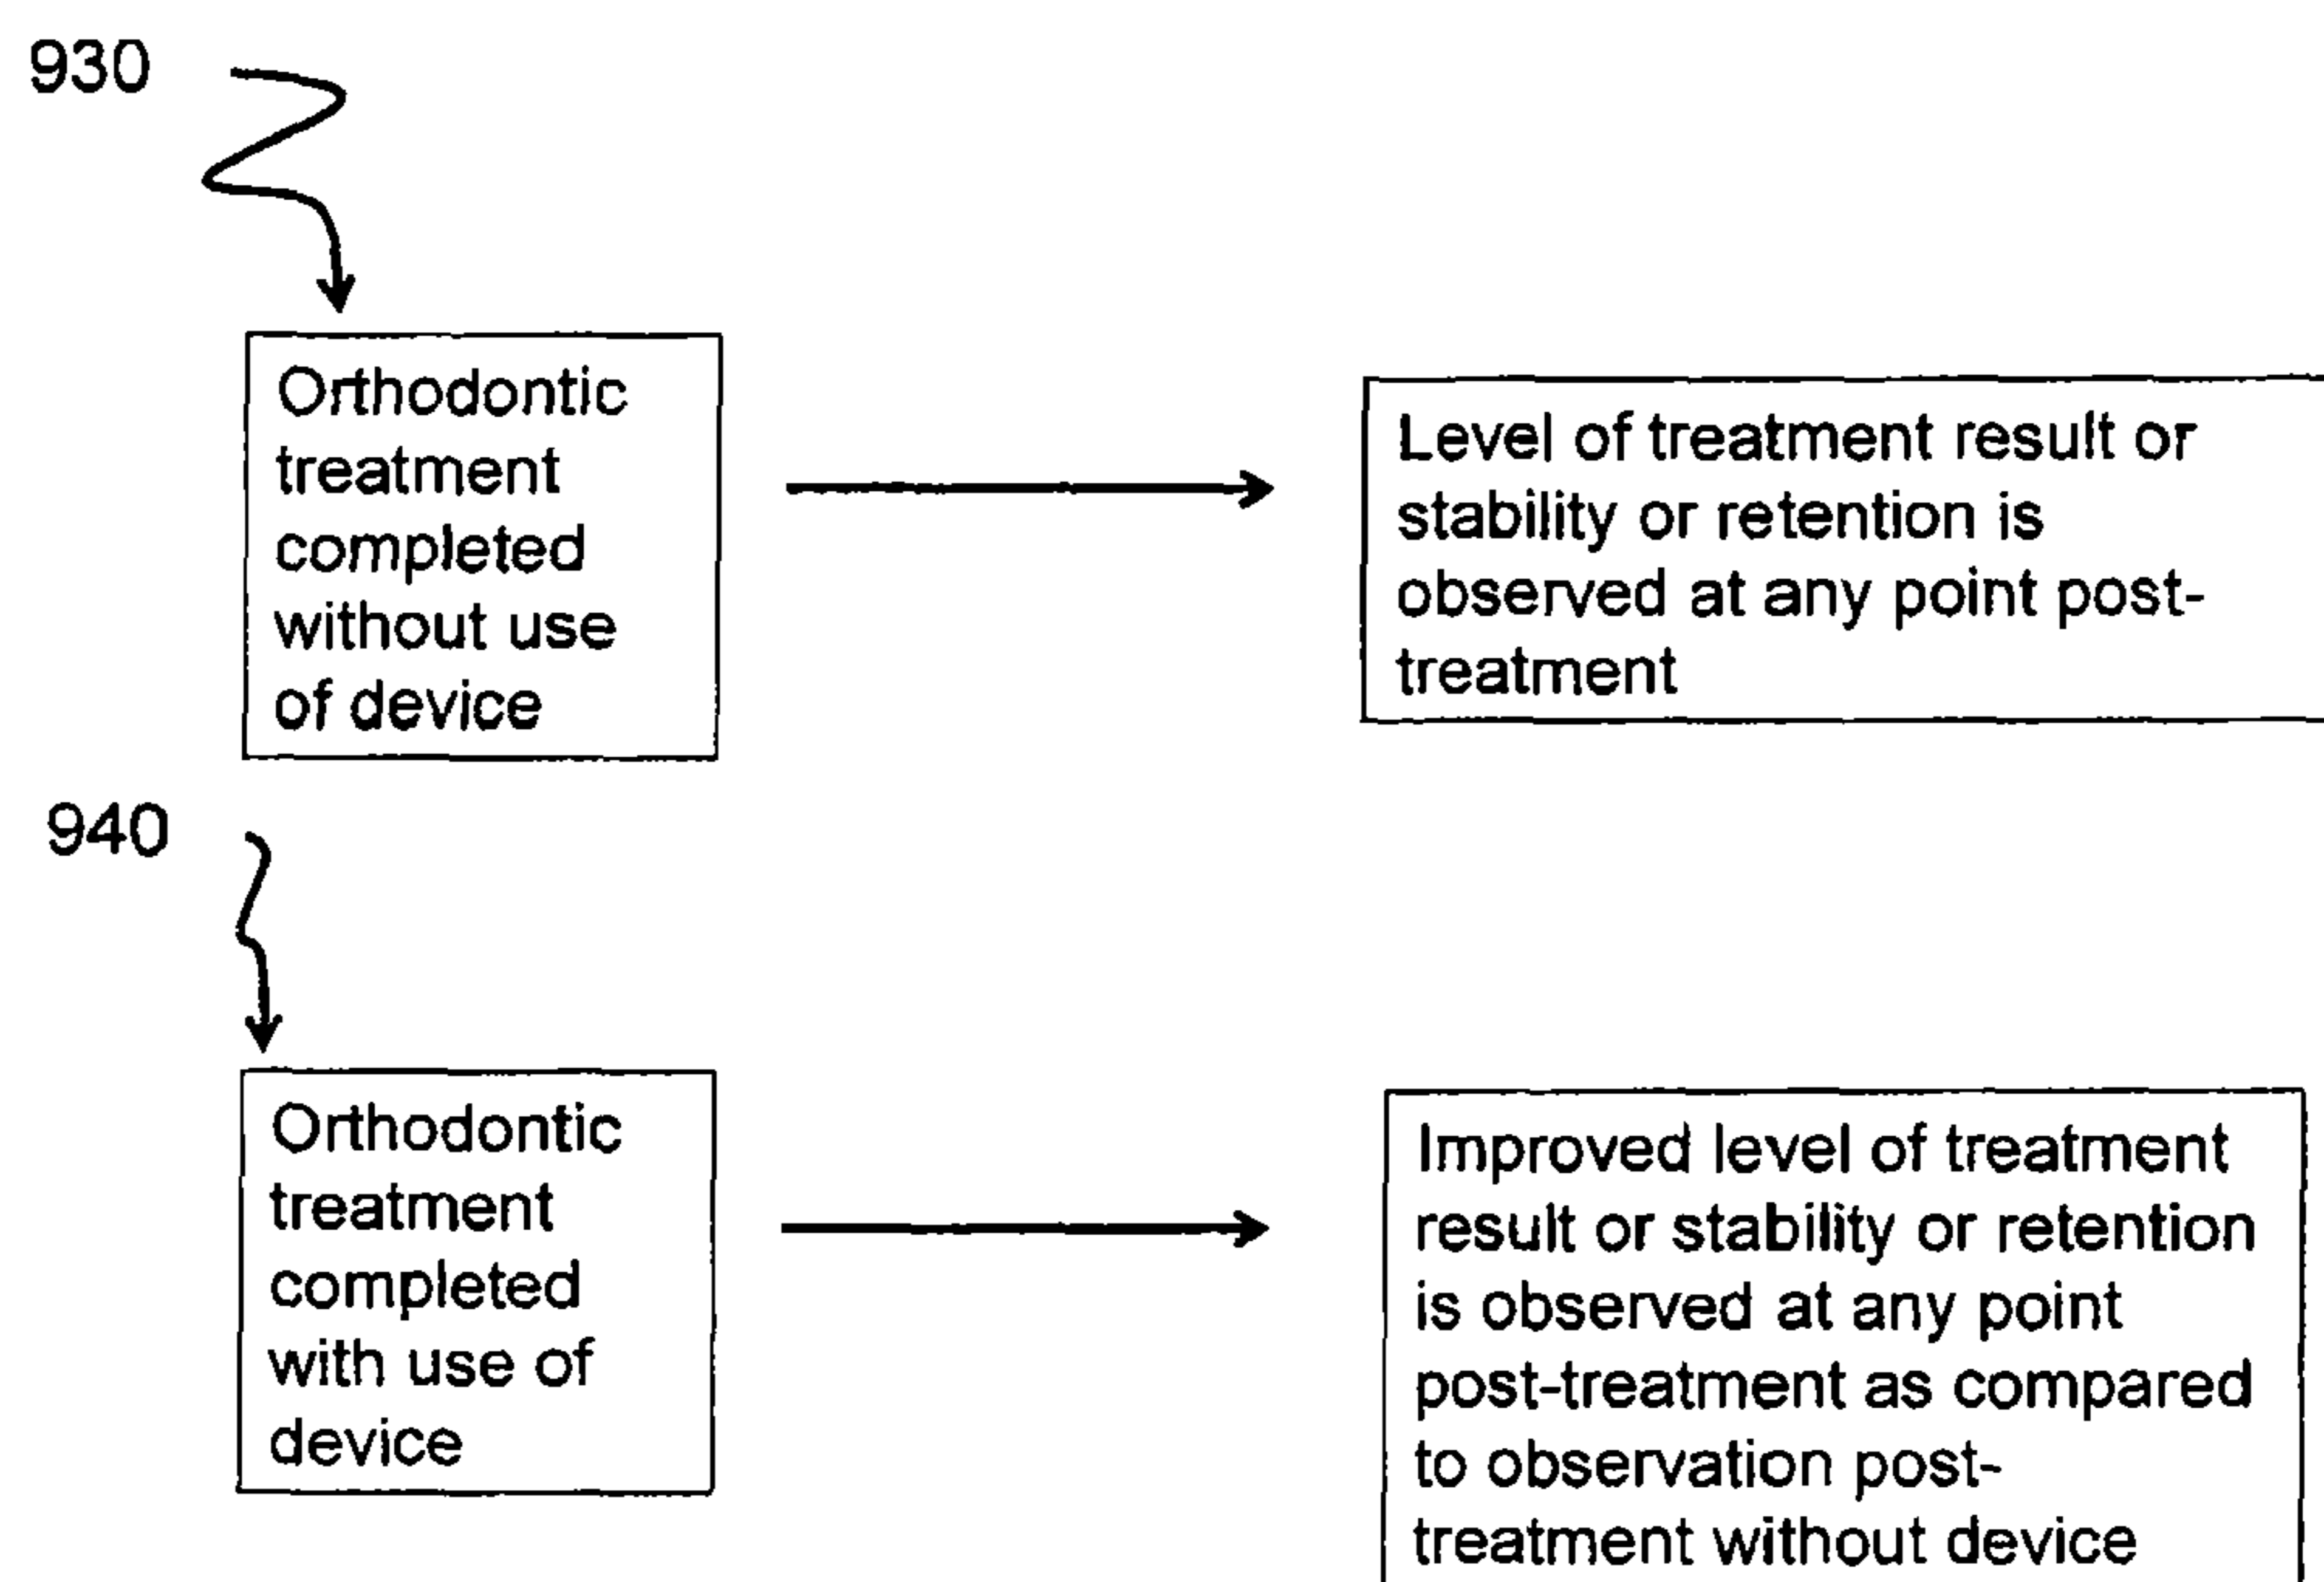 930
Orthodontic
treatment
completed
without use
of device
Level of treatment result or
stability or retention is
observed at any point post-
treatment
940
Orthodontic
treatment
completed
with use of
device
Improved level of treatment
result or stability or retention
is observed at any point
post-treatment as compared
to observation post-
treatment without device